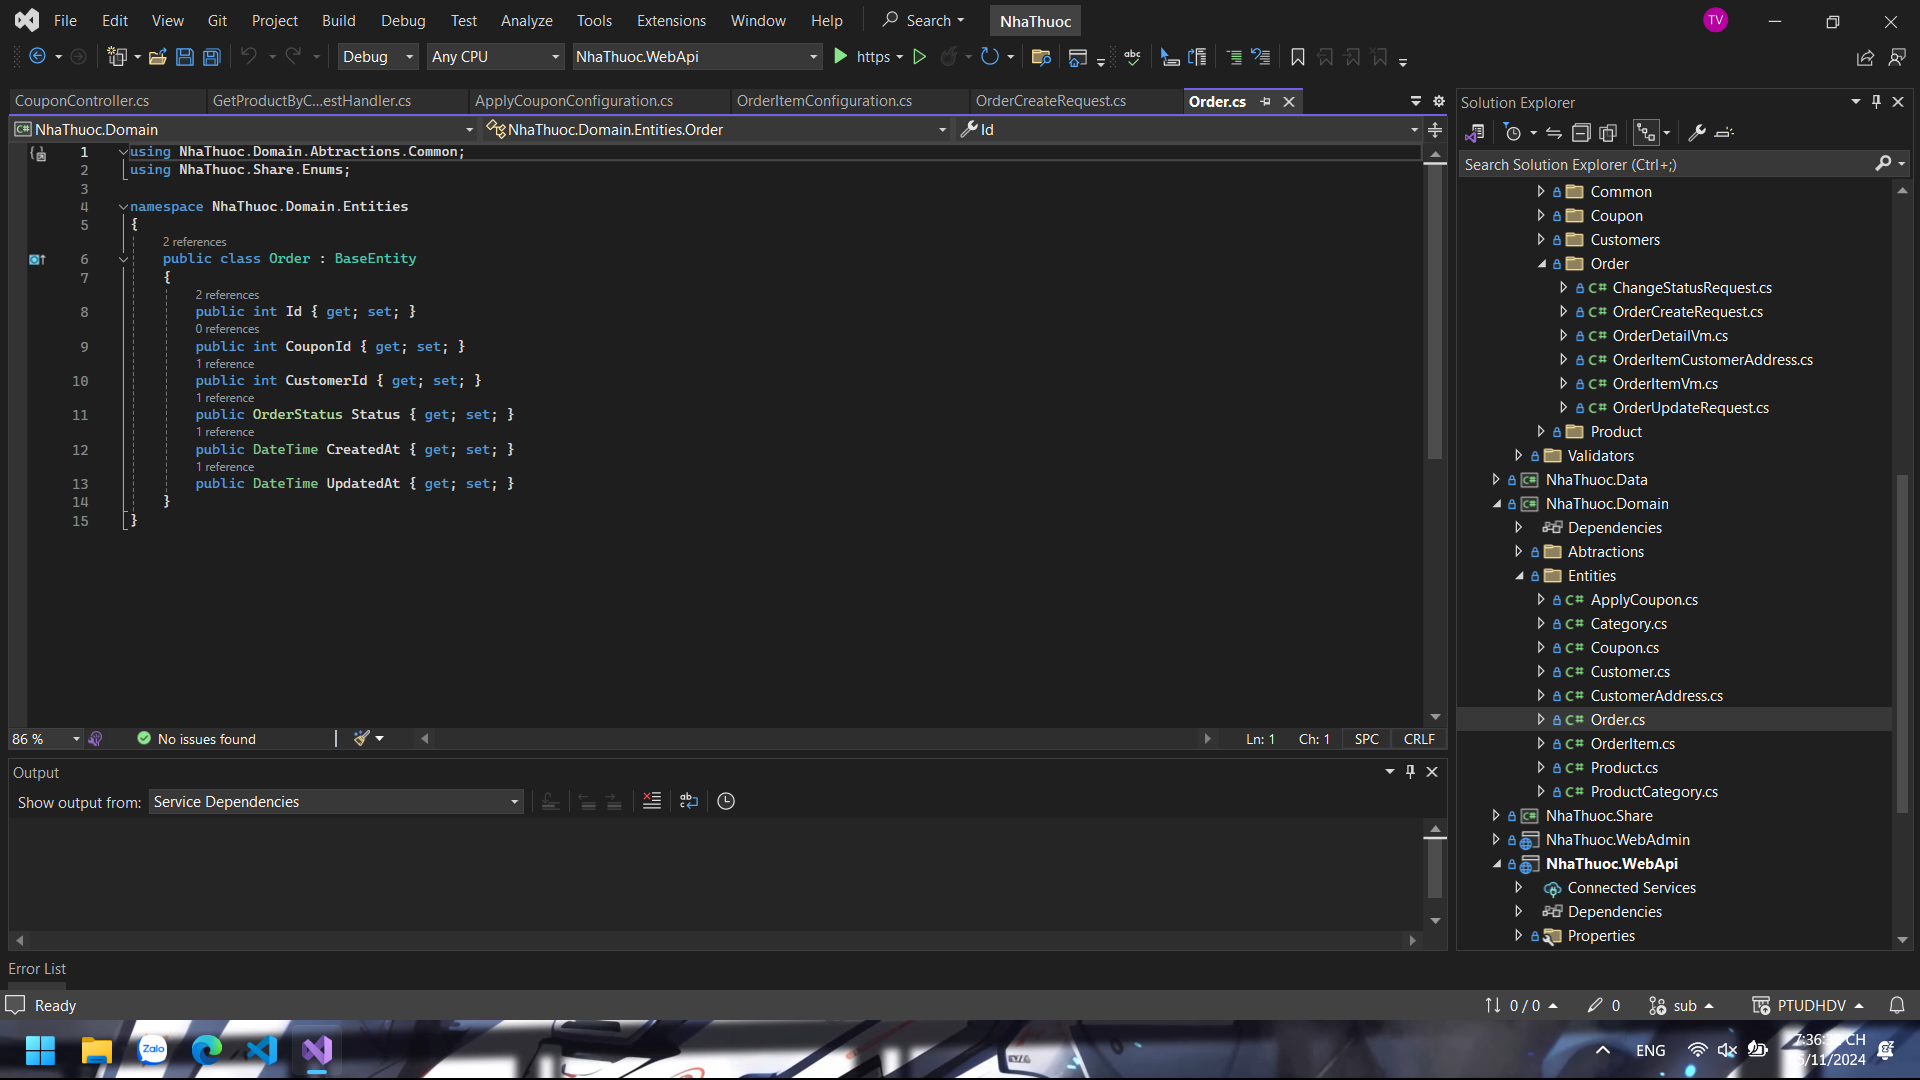 File Edit View Git Project Build Debug Test Analyze Tools Extensions Window Help Search NhaThuoc TV
Debug Any CPU NhaThuoc.WebApi https
CouponController.cs GetProductByC...estHandler.cs ApplyCouponConfiguration.cs OrderItemConfiguration.cs OrderCreateRequest.cs Order.cs
NhaThuoc.Domain NhaThuoc.Domain.Entities.Order Id
1 using NhaThuoc.Domain.Abtractions.Common;
2 using NhaThuoc.Share.Enums;
3
4 namespace NhaThuoc.Domain.Entities
5 {
2 references
6 public class Order : BaseEntity
7 {
2 references
8 public int Id { get; set; }
0 references
9 public int CouponId { get; set; }
1 reference
10 public int CustomerId { get; set; }
1 reference
11 public OrderStatus Status { get; set; }
1 reference
12 public DateTime CreatedAt { get; set; }
1 reference
13 public DateTime UpdatedAt { get; set; }
14 }
15 }
86 % No issues found Ln: 1 Ch: 1 SPC CRLF
Output
Show output from: Service Dependencies
Error List
Solution Explorer
Search Solution Explorer (Ctrl+;)
Common
Coupon
Customers
Order
C# ChangeStatusRequest.cs
C# OrderCreateRequest.cs
C# OrderDetailVm.cs
C# OrderItemCustomerAddress.cs
C# OrderItemVm.cs
C# OrderUpdateRequest.cs
Product
Validators
NhaThuoc.Data
NhaThuoc.Domain
Dependencies
Abtractions
Entities
C# ApplyCoupon.cs
C# Category.cs
C# Coupon.cs
C# Customer.cs
C# CustomerAddress.cs
C# Order.cs
C# OrderItem.cs
C# Product.cs
C# ProductCategory.cs
NhaThuoc.Share
NhaThuoc.WebAdmin
NhaThuoc.WebApi
Connected Services
Dependencies
Properties
Ready 0 / 0 0 sub PTUDHDV
Zalo ENG